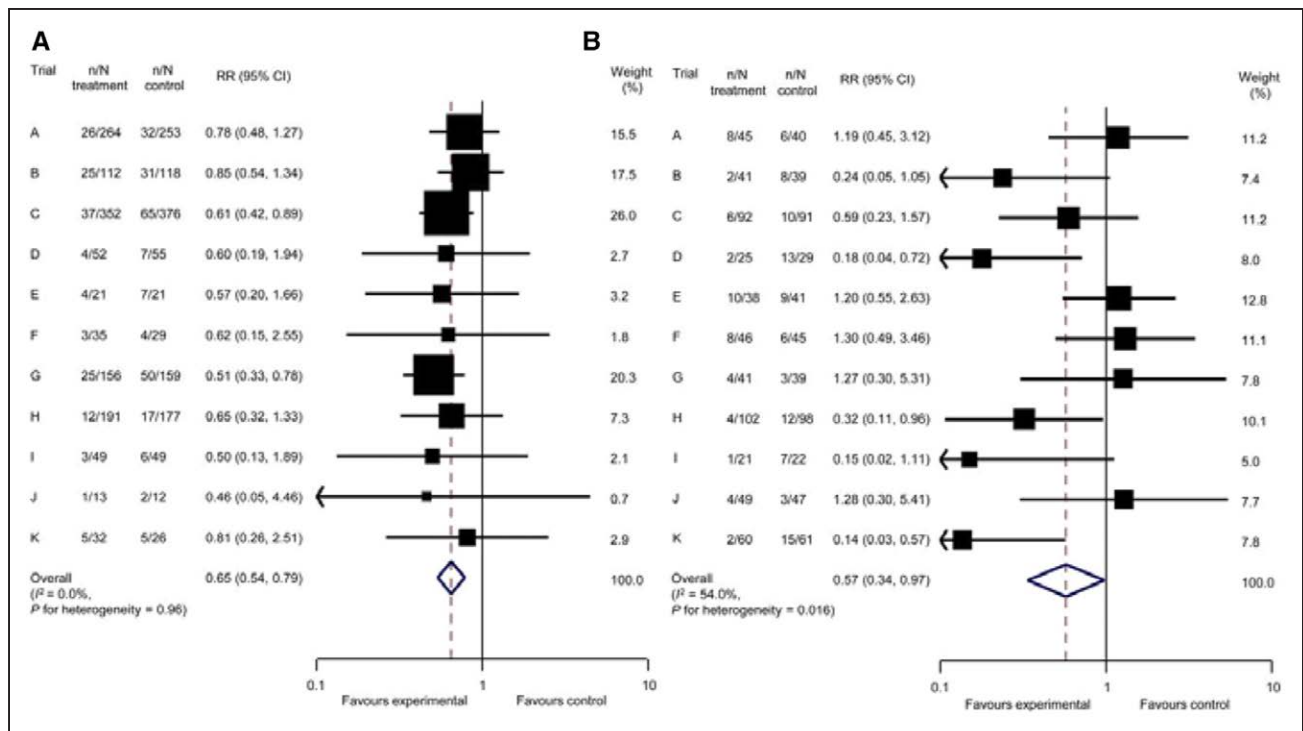 A
Trial n/N treatment n/N control RR (95% CI) Weight (%)
A 26/264 32/253 0.78 (0.48, 1.27) 15.5
B 25/112 31/118 0.85 (0.54, 1.34) 17.5
C 37/352 65/376 0.61 (0.42, 0.89) 26.0
D 4/52 7/55 0.60 (0.19, 1.94) 2.7
E 4/21 7/21 0.57 (0.20, 1.66) 3.2
F 3/35 4/29 0.62 (0.15, 2.55) 1.8
G 25/156 50/159 0.51 (0.33, 0.78) 20.3
H 12/191 17/177 0.65 (0.32, 1.33) 7.3
I 3/49 6/49 0.50 (0.13, 1.89) 2.1
J 1/13 2/12 0.46 (0.05, 4.46) 0.7
K 5/32 5/26 0.81 (0.26, 2.51) 2.9
Overall 0.65 (0.54, 0.79) 100.0
(I² = 0.0%,
P for heterogeneity = 0.96)
0.1 1 10
Favours experimental Favours control
B
Trial n/N treatment n/N control RR (95% CI) Weight (%)
A 8/45 6/40 1.19 (0.45, 3.12) 11.2
B 2/41 8/39 0.24 (0.05, 1.05) 7.4
C 6/92 10/91 0.59 (0.23, 1.57) 11.2
D 2/25 13/29 0.18 (0.04, 0.72) 8.0
E 10/38 9/41 1.20 (0.55, 2.63) 12.8
F 8/46 6/45 1.30 (0.49, 3.46) 11.1
G 4/41 3/39 1.27 (0.30, 5.31) 7.8
H 4/102 12/98 0.32 (0.11, 0.96) 10.1
I 1/21 7/22 0.15 (0.02, 1.11) 5.0
J 4/49 3/47 1.28 (0.30, 5.41) 7.7
K 2/60 15/61 0.14 (0.03, 0.57) 7.8
Overall 0.57 (0.34, 0.97) 100.0
(I² = 54.0%,
P for heterogeneity = 0.016)
0.1 1 10
Favours experimental Favours control